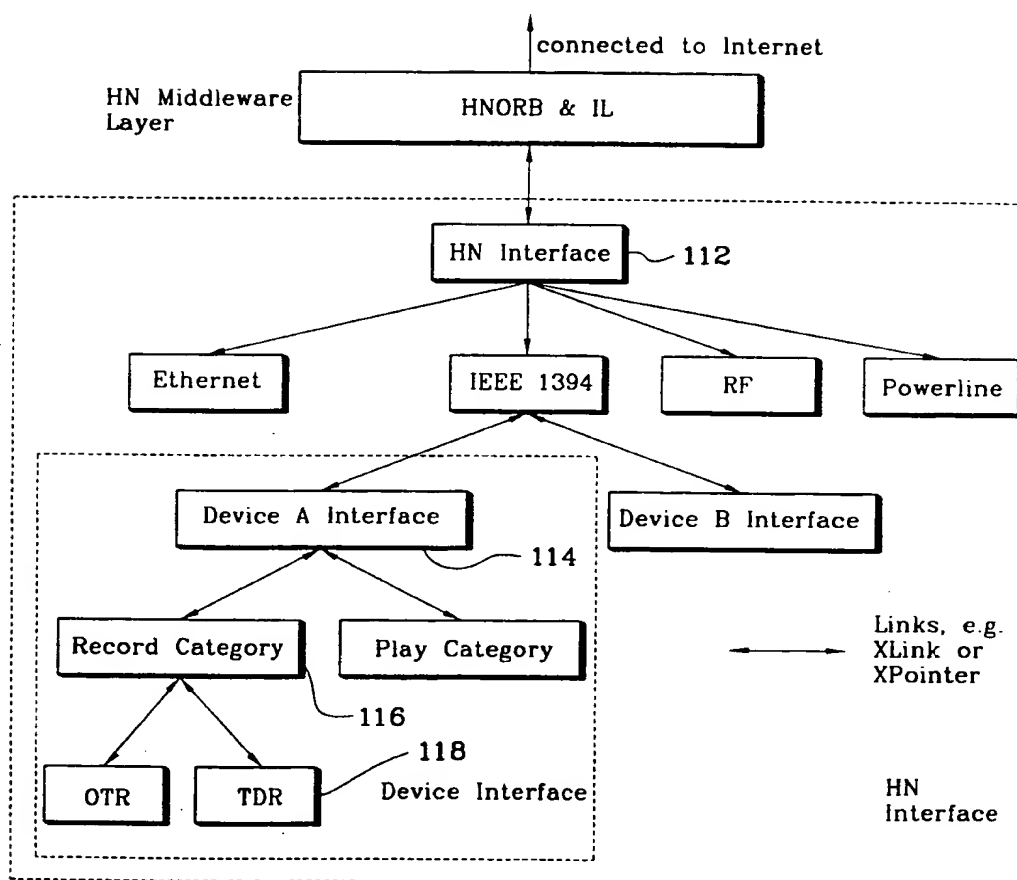 connected to Internet
HN Middleware
Layer
HNORB & IL
HN Interface
112
Ethernet
IEEE 1394
RF
Powerline
Device A Interface
Device B Interface
114
Record Category
Play Category
Links, e.g.
XLink or
XPointer
116
118
OTR
TDR
Device Interface
HN
Interface